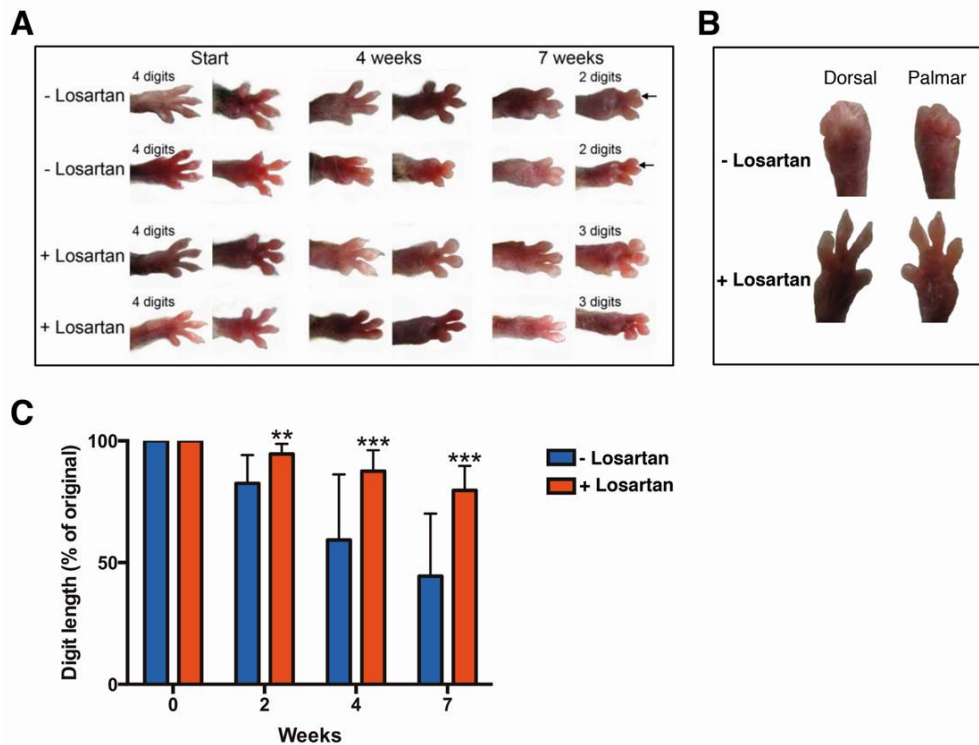 A
Start 4 weeks 7 weeks
4 digits 2 digits
- Losartan
4 digits 2 digits
- Losartan
4 digits 3 digits
+ Losartan
4 digits 3 digits
+ Losartan
B
Dorsal Palmar
- Losartan
+ Losartan
C
Digit length (% of original)
100
50
0
** *** ***
0 2 4 7
Weeks
- Losartan
+ Losartan